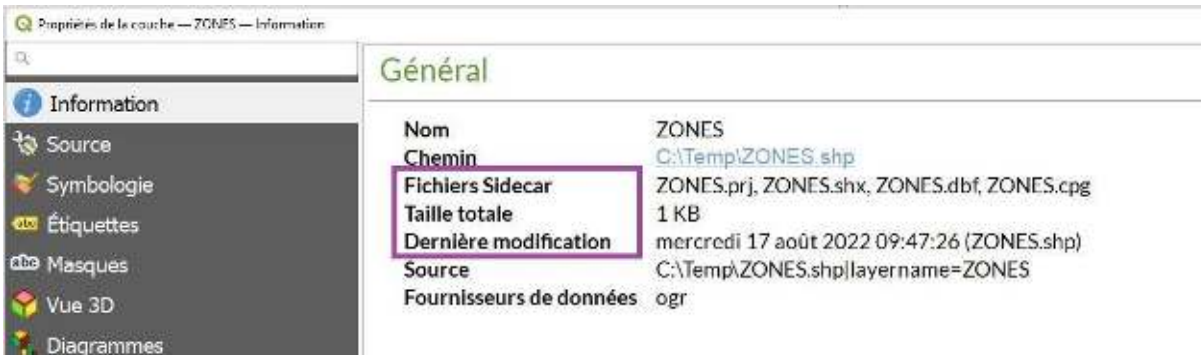 Propriétés de la couche — ZONES — Information
Information
Source
Symbologie
abc Étiquettes
abc Masques
Vue 3D
Diagrammes
Général
Nom ZONES
Chemin C:\Temp\ZONES.shp
Fichiers Sidecar ZONES.prj, ZONES.shx, ZONES.dbf, ZONES.cpg
Taille totale 1 KB
Dernière modification mercredi 17 août 2022 09:47:26 (ZONES.shp)
Source C:\Temp\ZONES.shp|layername=ZONES
Fournisseurs de données ogr